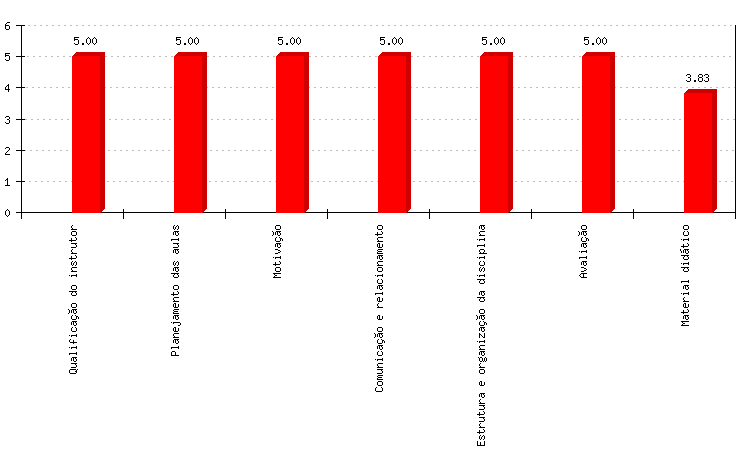 6
5
4
3
2
1
0
5.00
5.00
5.00
5.00
5.00
5.00
3.83
Qualificação do instrutor
Planejamento das aulas
Motivação
Comunicação e relacionamento
Estrutura e organização da disciplina
Avaliação
Material didático